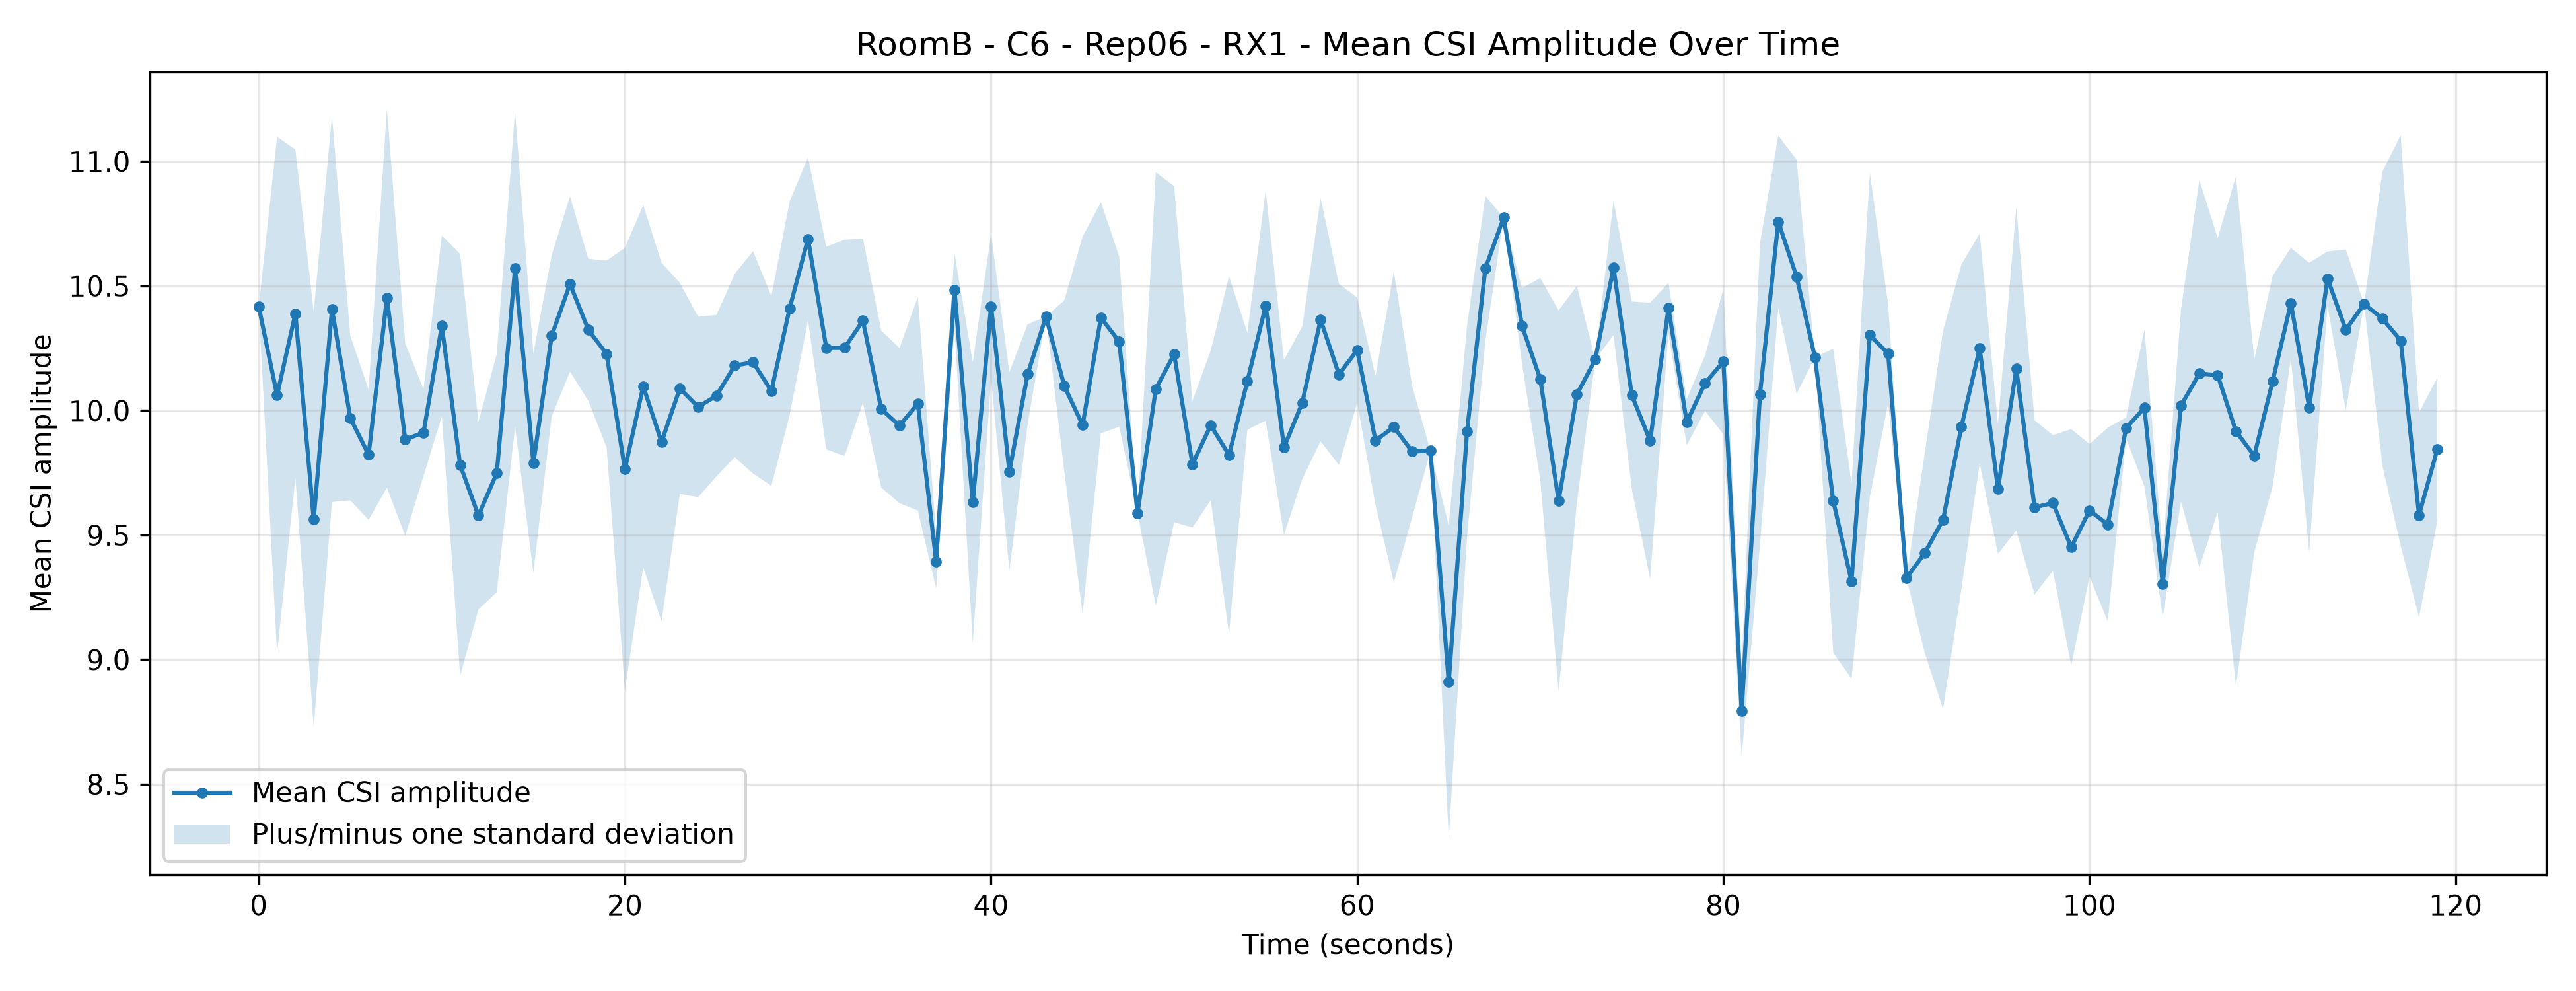 RoomB - C6 - Rep06 - RX1 - Mean CSI Amplitude Over Time
Mean CSI amplitude
11.0
10.5
10.0
9.5
9.0
8.5
Mean CSI amplitude
Plus/minus one standard deviation
0 20 40 60 80 100 120
Time (seconds)